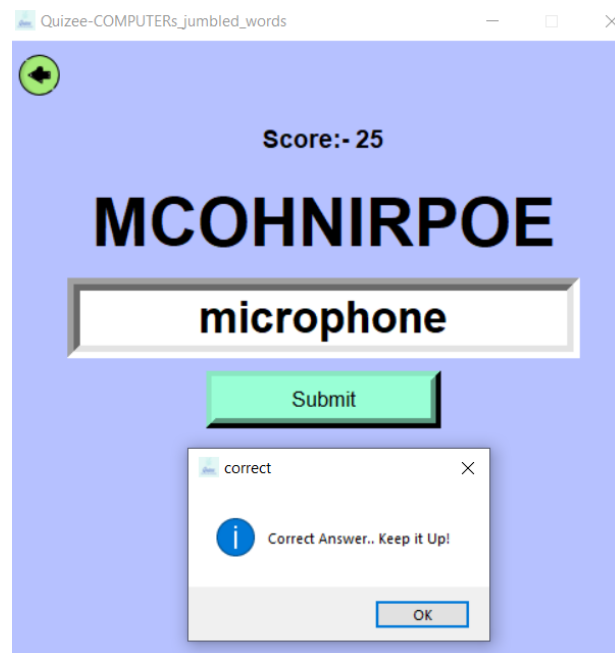 Quizee-COMPUTERs_jumbled_words
Score:- 25
MCOHNIRPOE
microphone
Submit
correct
Correct Answer.. Keep it Up!
OK